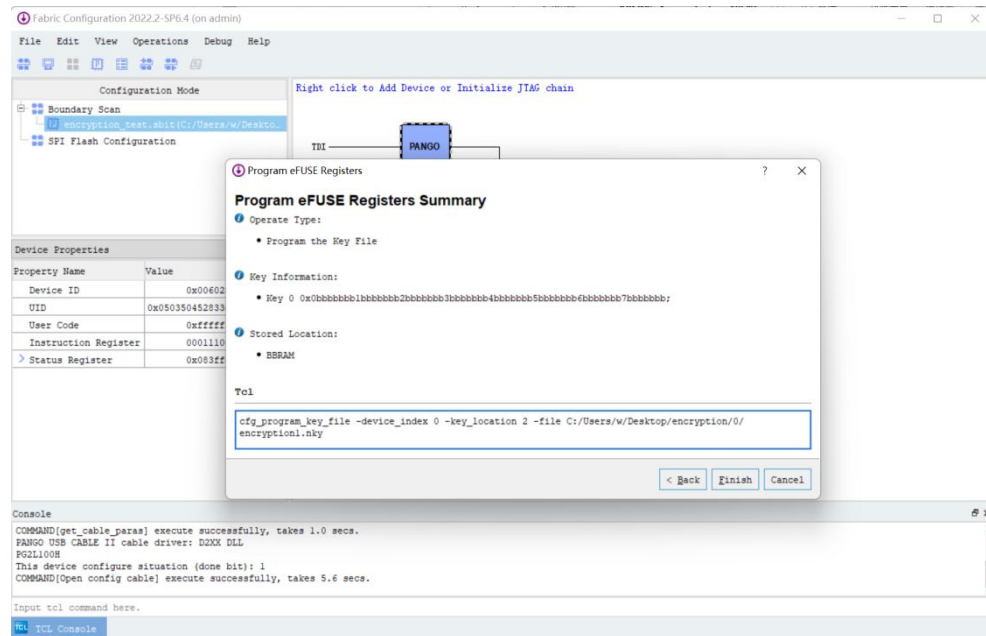 Fabric Configuration 2022.2-SP6.4 (on admin)
File Edit View Operations Debug Help
Configuration Mode
Boundary Scan
encryption_test.sbit(C:/Users/w/Deskto...
SPI Flash Configuration
Right click to Add Device or Initialize JTAG chain
TDI
PANGO
Program eFUSE Registers
Program eFUSE Registers Summary
Operate Type:
• Program the Key File
Key Information:
• Key 0 0x0bbbbbbb1bbbbbbb2bbbbbbb3bbbbbbb4bbbbbbb5bbbbbbb6bbbbbbb7bbbbbbb;
Stored Location:
• BBRAM
Tcl
cfg_program_key_file -device_index 0 -key_location 2 -file C:/Users/w/Desktop/encryption/0/
encryption1.nky
< Back Finish Cancel
Device Properties
Property Name Value
Device ID 0x00602
UID 0x050350452833
User Code 0xfffff
Instruction Register 0001110
Status Register 0x083ff
Console
COMMAND[get_cable_paras] execute successfully, takes 1.0 secs.
PANGO USB CABLE II cable driver: D2XX DLL
PG2L100H
This device configure situation (done bit): 1
COMMAND[Open config cable] execute successfully, takes 5.6 secs.
Input tcl command here.
TCL TCL Console